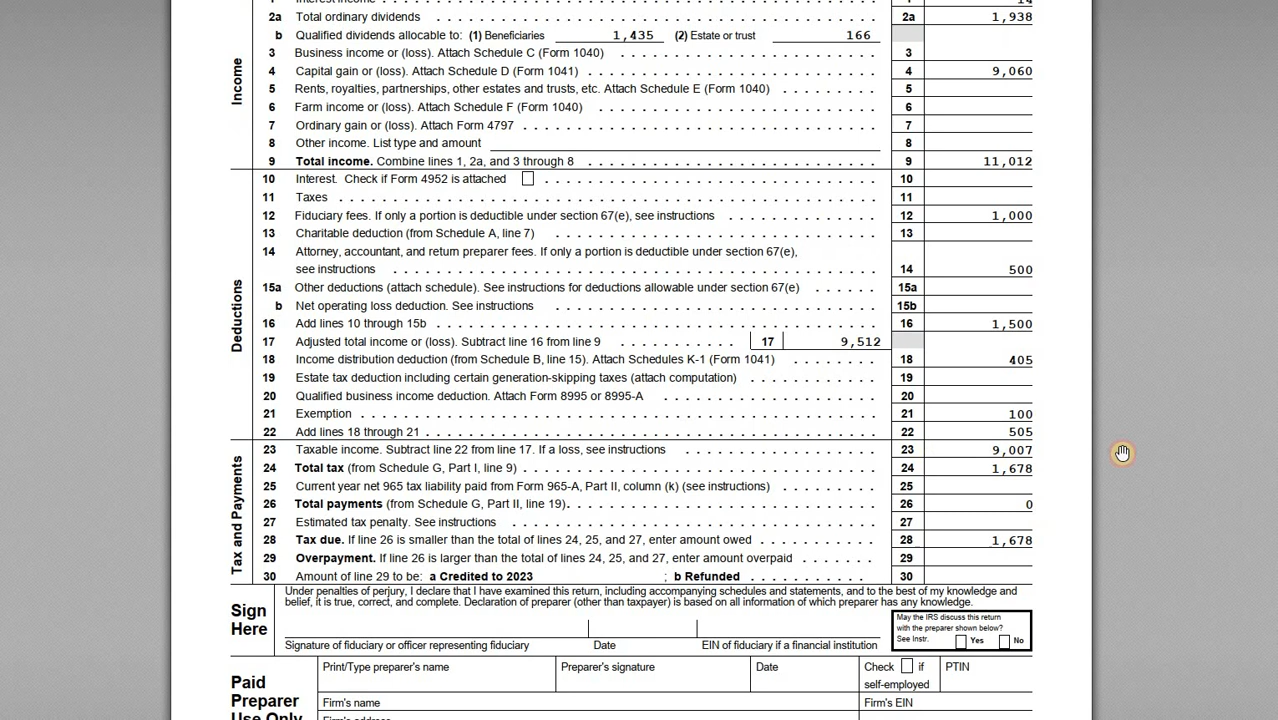 Interest income 1 14
2a Total ordinary dividends 2a 1,938
b Qualified dividends allocable to: (1) Beneficiaries 1,435 (2) Estate or trust 166
3 Business income or (loss). Attach Schedule C (Form 1040) 3
4 Capital gain or (loss). Attach Schedule D (Form 1041) 4 9,060
5 Rents, royalties, partnerships, other estates and trusts, etc. Attach Schedule E (Form 1040) 5
6 Farm income or (loss). Attach Schedule F (Form 1040) 6
7 Ordinary gain or (loss). Attach Form 4797 7
8 Other income. List type and amount 8
9 Total income. Combine lines 1, 2a, and 3 through 8 9 11,012
Income
10 Interest. Check if Form 4952 is attached 10
11 Taxes 11
12 Fiduciary fees. If only a portion is deductible under section 67(e), see instructions 12 1,000
13 Charitable deduction (from Schedule A, line 7) 13
14 Attorney, accountant, and return preparer fees. If only a portion is deductible under section 67(e),
see instructions 14 500
15a Other deductions (attach schedule). See instructions for deductions allowable under section 67(e) 15a
b Net operating loss deduction. See instructions 15b
16 Add lines 10 through 15b 16 1,500
17 Adjusted total income or (loss). Subtract line 16 from line 9 17 9,512
18 Income distribution deduction (from Schedule B, line 15). Attach Schedules K-1 (Form 1041) 18 405
19 Estate tax deduction including certain generation-skipping taxes (attach computation) 19
20 Qualified business income deduction. Attach Form 8995 or 8995-A 20
21 Exemption 21 100
22 Add lines 18 through 21 22 505
Deductions
23 Taxable income. Subtract line 22 from line 17. If a loss, see instructions 23 9,007
24 Total tax (from Schedule G, Part I, line 9) 24 1,678
25 Current year net 965 tax liability paid from Form 965-A, Part II, column (k) (see instructions) 25
26 Total payments (from Schedule G, Part II, line 19). 26 0
27 Estimated tax penalty. See instructions 27
28 Tax due. If line 26 is smaller than the total of lines 24, 25, and 27, enter amount owed 28 1,678
29 Overpayment. If line 26 is larger than the total of lines 24, 25, and 27, enter amount overpaid 29
30 Amount of line 29 to be: a Credited to 2023 ; b Refunded 30
Tax and Payments
Sign
Here
Under penalties of perjury, I declare that I have examined this return, including accompanying schedules and statements, and to the best of my knowledge and
belief, it is true, correct, and complete. Declaration of preparer (other than taxpayer) is based on all information of which preparer has any knowledge.
Signature of fiduciary or officer representing fiduciary Date EIN of fiduciary if a financial institution
May the IRS discuss this return
with the preparer shown below?
See Instr. Yes No
Paid
Preparer
Use Only
Print/Type preparer's name Preparer's signature Date Check if PTIN
self-employed
Firm's name Firm's EIN
Firm's address